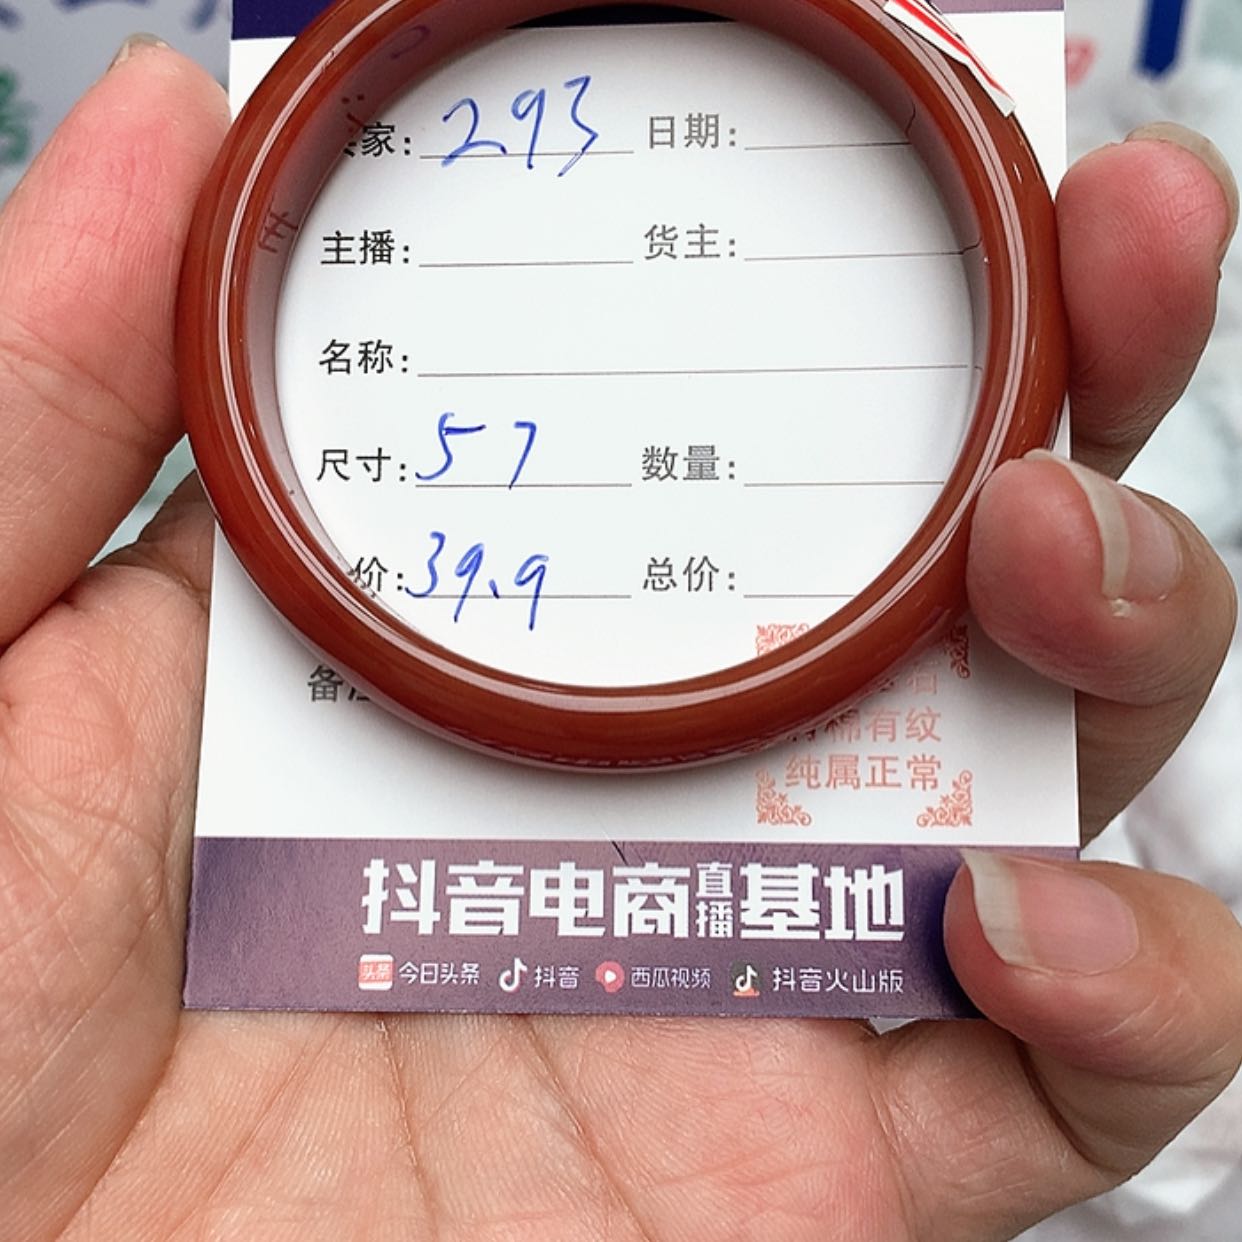 家: 293 日期:
主播: 货主:
名称:
尺寸: 57 数量:
价: 39.9 总价:
备
棉有纹
纯属正常
抖音电商直播基地
头条 今日头条 抖音 西瓜视频 抖音火山版